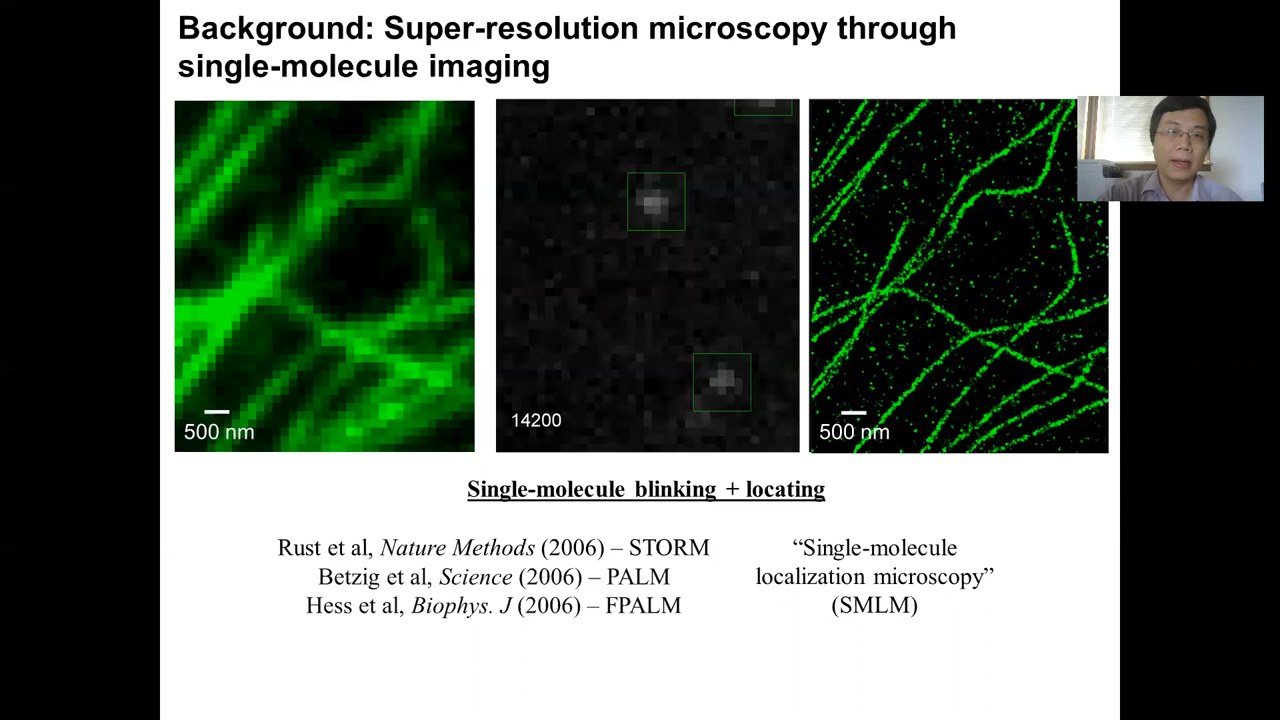 Background: Super-resolution microscopy through
single-molecule imaging
500 nm
14200
500 nm
Single-molecule blinking + locating
Rust et al, Nature Methods (2006) – STORM
Betzig et al, Science (2006) – PALM
Hess et al, Biophys. J (2006) – FPALM
“Single-molecule
localization microscopy”
(SMLM)